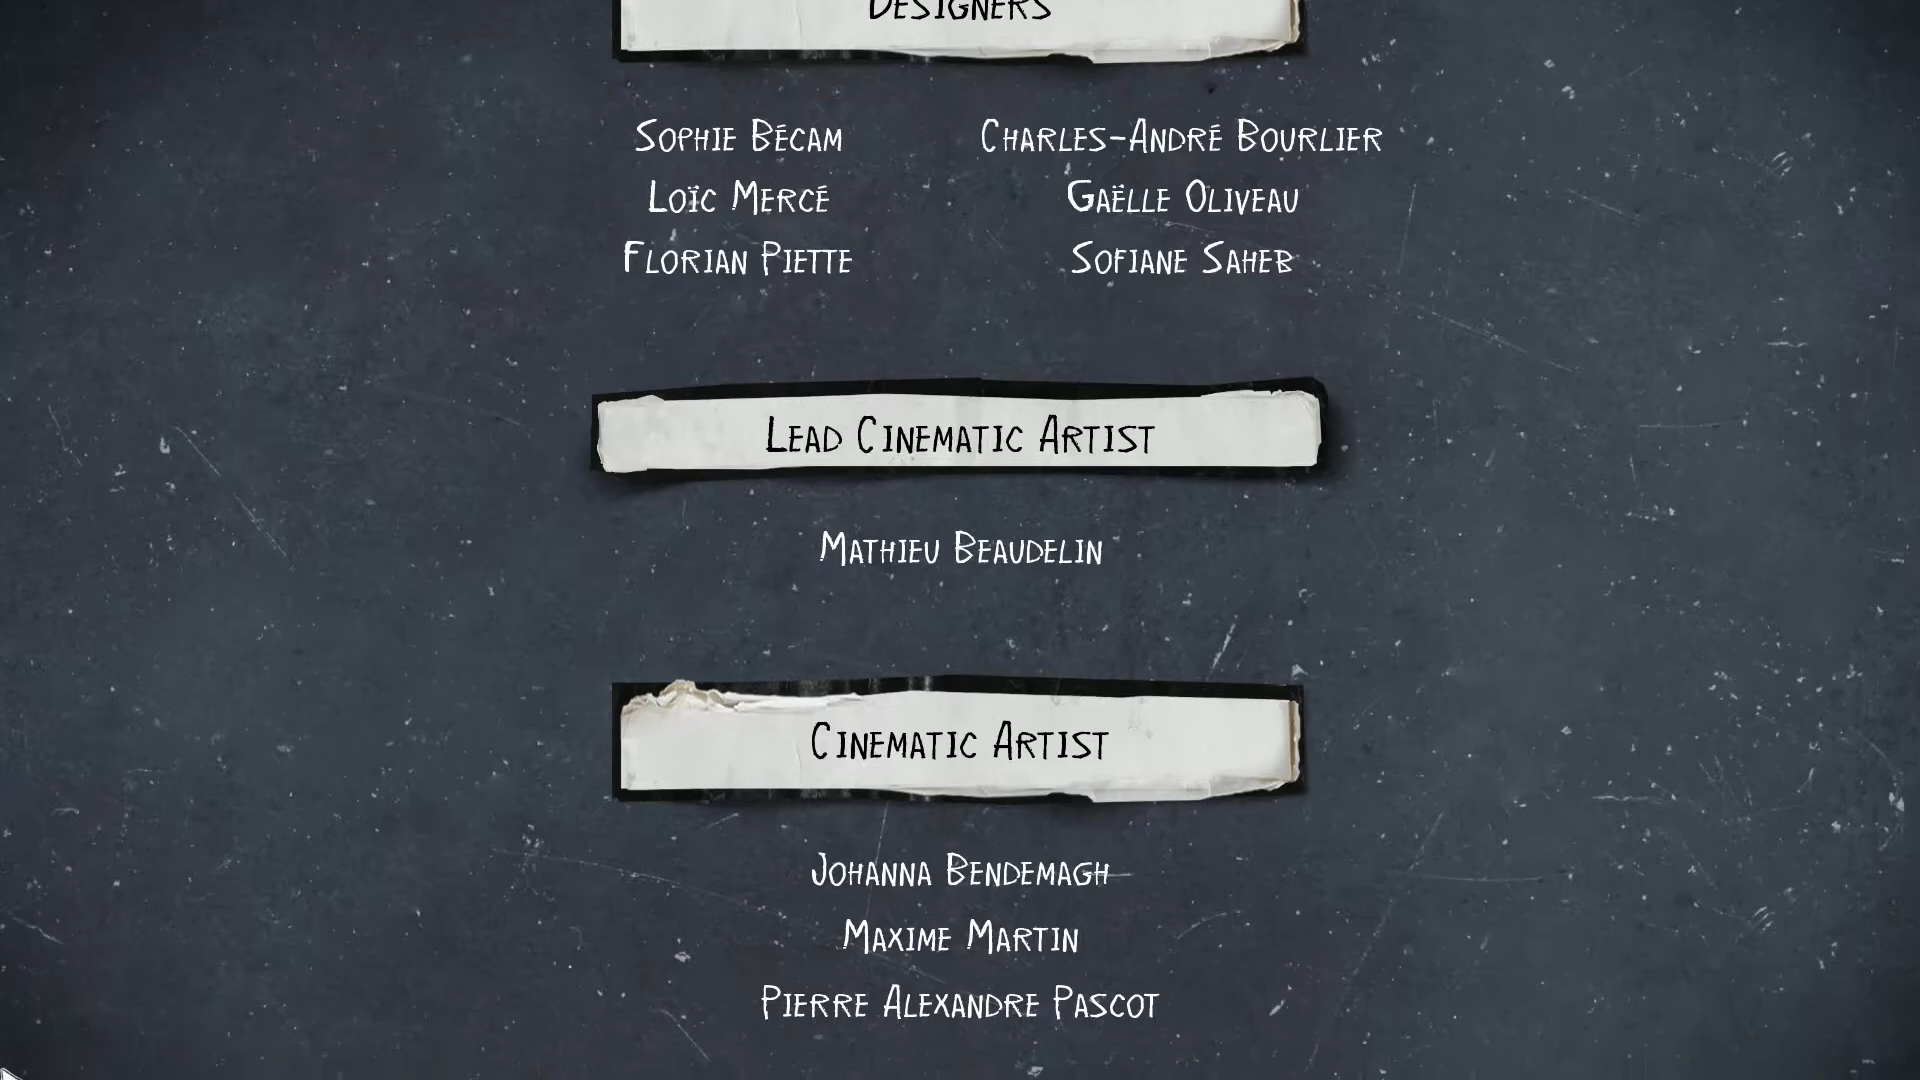 Designers
Sophie Bécam Charles-André Bourlier
Loïc Mercé Gaëlle Oliveau
Florian Piette Sofiane Saheb
Lead Cinematic Artist
Mathieu Beaudelin
Cinematic Artist
Johanna Bendemagh
Maxime Martin
Pierre Alexandre Pascot